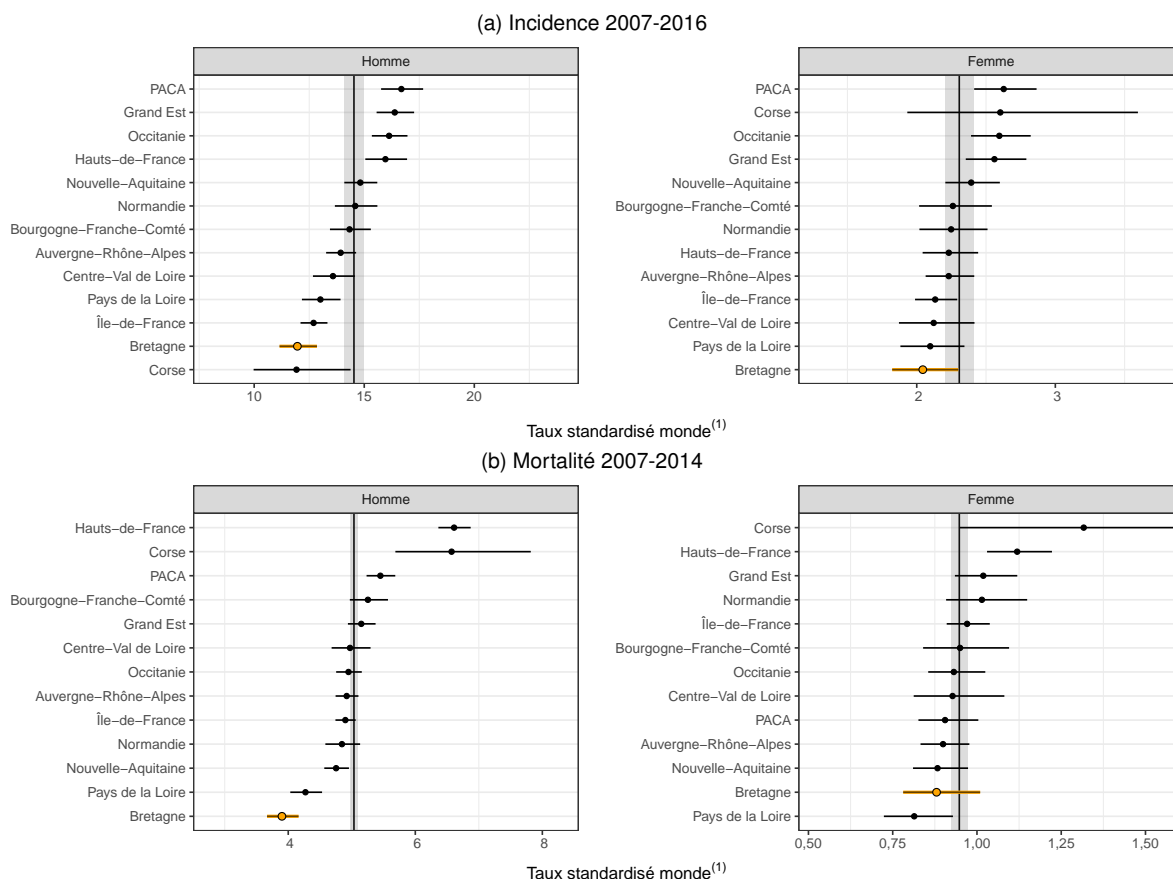 (a) Incidence 2007-2016
Homme
PACA
Grand Est
Occitanie
Hauts−de−France
Nouvelle−Aquitaine
Normandie
Bourgogne−Franche−Comté
Auvergne−Rhône−Alpes
Centre−Val de Loire
Pays de la Loire
Île−de−France
Bretagne
Corse
10 15 20
Femme
PACA
Corse
Occitanie
Grand Est
Nouvelle−Aquitaine
Bourgogne−Franche−Comté
Normandie
Hauts−de−France
Auvergne−Rhône−Alpes
Île−de−France
Centre−Val de Loire
Pays de la Loire
Bretagne
2 3
Taux standardisé monde(1)
(b) Mortalité 2007-2014
Homme
Hauts−de−France
Corse
PACA
Bourgogne−Franche−Comté
Grand Est
Centre−Val de Loire
Occitanie
Auvergne−Rhône−Alpes
Île−de−France
Normandie
Nouvelle−Aquitaine
Pays de la Loire
Bretagne
4 6 8
Femme
Corse
Hauts−de−France
Grand Est
Normandie
Île−de−France
Bourgogne−Franche−Comté
Occitanie
Centre−Val de Loire
PACA
Auvergne−Rhône−Alpes
Nouvelle−Aquitaine
Bretagne
Pays de la Loire
0,50 0,75 1,00 1,25 1,50
Taux standardisé monde(1)